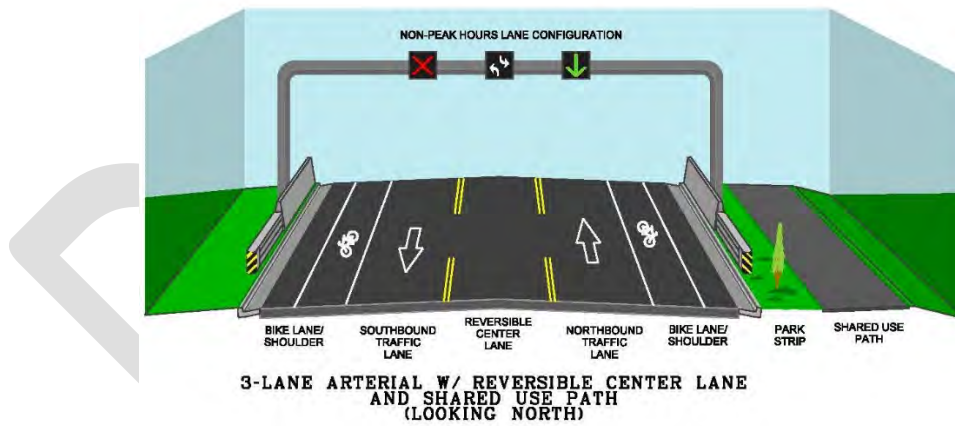 NON-PEAK HOURS LANE CONFIGURATION
BIKE LANE/
SHOULDER
SOUTHBOUND
TRAFFIC
LANE
REVERSIBLE
CENTER
LANE
NORTHBOUND
TRAFFIC
LANE
BIKE LANE/
SHOULDER
PARK
STRIP
SHARED USE
PATH
3-LANE ARTERIAL W/ REVERSIBLE CENTER LANE
AND SHARED USE PATH
(LOOKING NORTH)